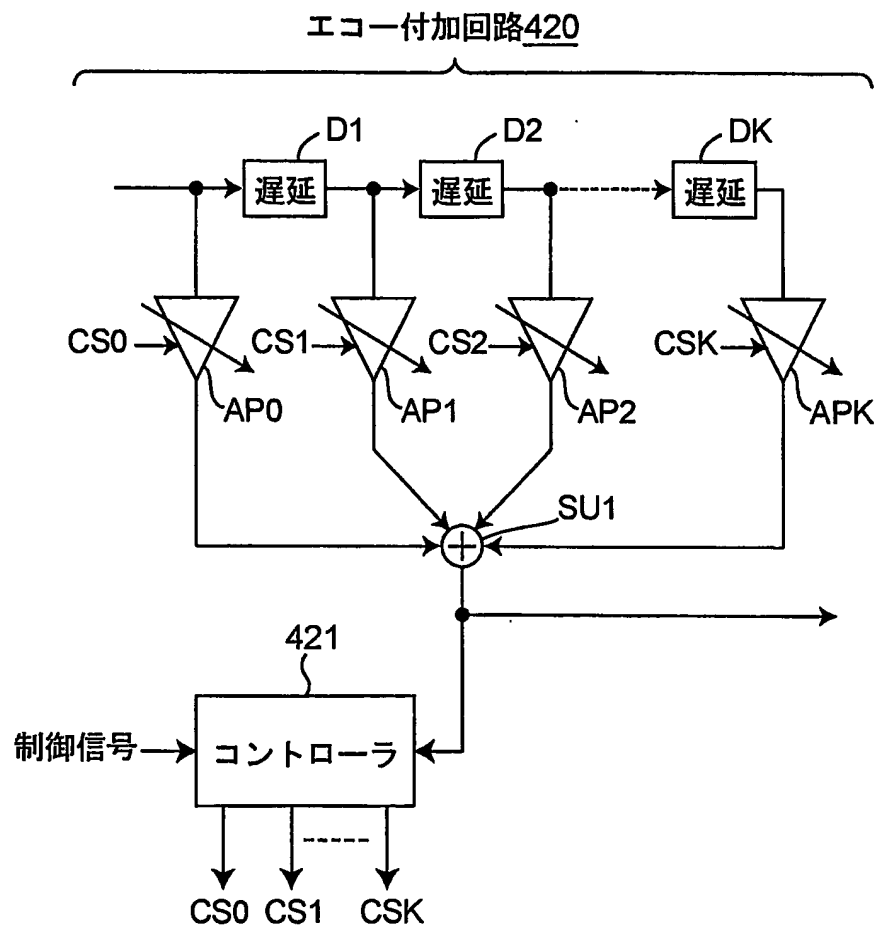 エコー付加回路420
D1
D2
DK
遅延
遅延
遅延
CS0
CS1
CS2
CSK
AP0
AP1
AP2
APK
SU1
421
制御信号
コントローラ
CS0
CS1
CSK